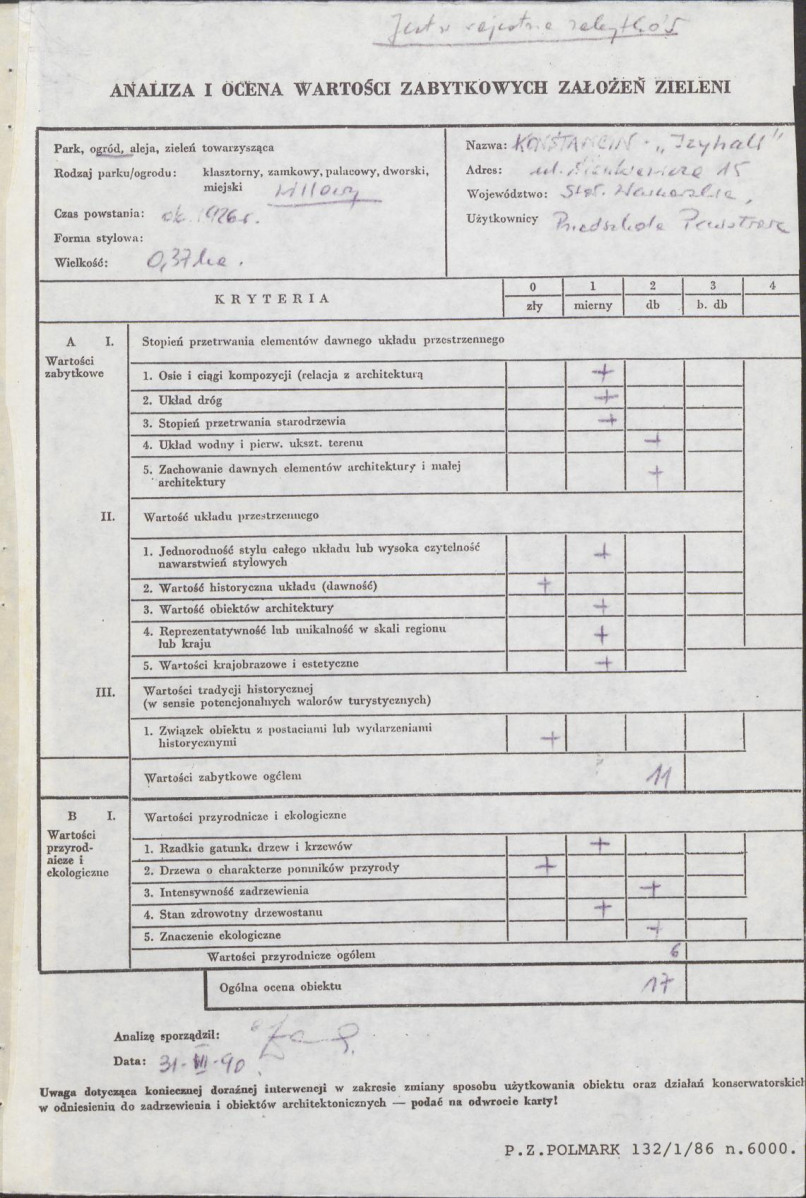 Jest w rejestrze zabytków
ANALIZA I OCENA WARTOŚCI ZABYTKOWYCH ZAŁOŻEŃ ZIELENI
Park, ogród, aleja, zieleń towarzysząca
Rodzaj parku/ogrodu: klasztorny, zamkowy, pałacowy, dworski,
miejski willowy
Czas powstania: ok. 1926 r.
Forma stylowa:
Wielkość: 0,37 ha.
Nazwa: KONSTANCIN - „Izyhall”
Adres: ul. Sienkiewicza 15
Województwo: Stoł. Warszawskie,
Użytkownicy Przedszkole Państwowe
KRYTERIA
0 1 2 3 4
zły mierny db b. db
A I. Stopień przetrwania elementów dawnego układu przestrzennego
Wartości
zabytkowe
1. Osie i ciągi kompozycji (relacja z architekturą +
2. Układ dróg +
3. Stopień przetrwania starodrzewia +
4. Układ wodny i pierw. ukszt. terenu +
5. Zachowanie dawnych elementów architektury i małej
architektury +
II. Wartość układu przestrzennego
1. Jednorodność stylu całego układu lub wysoka czytelność
nawarstwień stylowych +
2. Wartość historyczna układu (dawność) +
3. Wartość obiektów architektury +
4. Reprezentatywność lub unikalność w skali regionu
lub kraju +
5. Wartości krajobrazowe i estetyczne +
III. Wartości tradycji historycznej
(w sensie potencjonalnych walorów turystycznych)
1. Związek obiektu z postaciami lub wydarzeniami
historycznymi +
Wartości zabytkowe ogółem 11
B I. Wartości przyrodnicze i ekologiczne
Wartości
przyrod-
nicze i
ekologiczne
1. Rzadkie gatunki drzew i krzewów +
2. Drzewa o charakterze pomników przyrody +
3. Intensywność zadrzewienia +
4. Stan zdrowotny drzewostanu +
5. Znaczenie ekologiczne +
Wartości przyrodnicze ogółem 6
Ogólna ocena obiektu 17
Analizę sporządził:
Data: 31-VII-90
Uwaga dotycząca koniecznej doraźnej interwencji w zakresie zmiany sposobu użytkowania obiektu oraz działań konserwatorskich
w odniesieniu do zadrzewienia i obiektów architektonicznych — podać na odwrocie karty!
P.Z.POLMARK 132/1/86 n.6000.